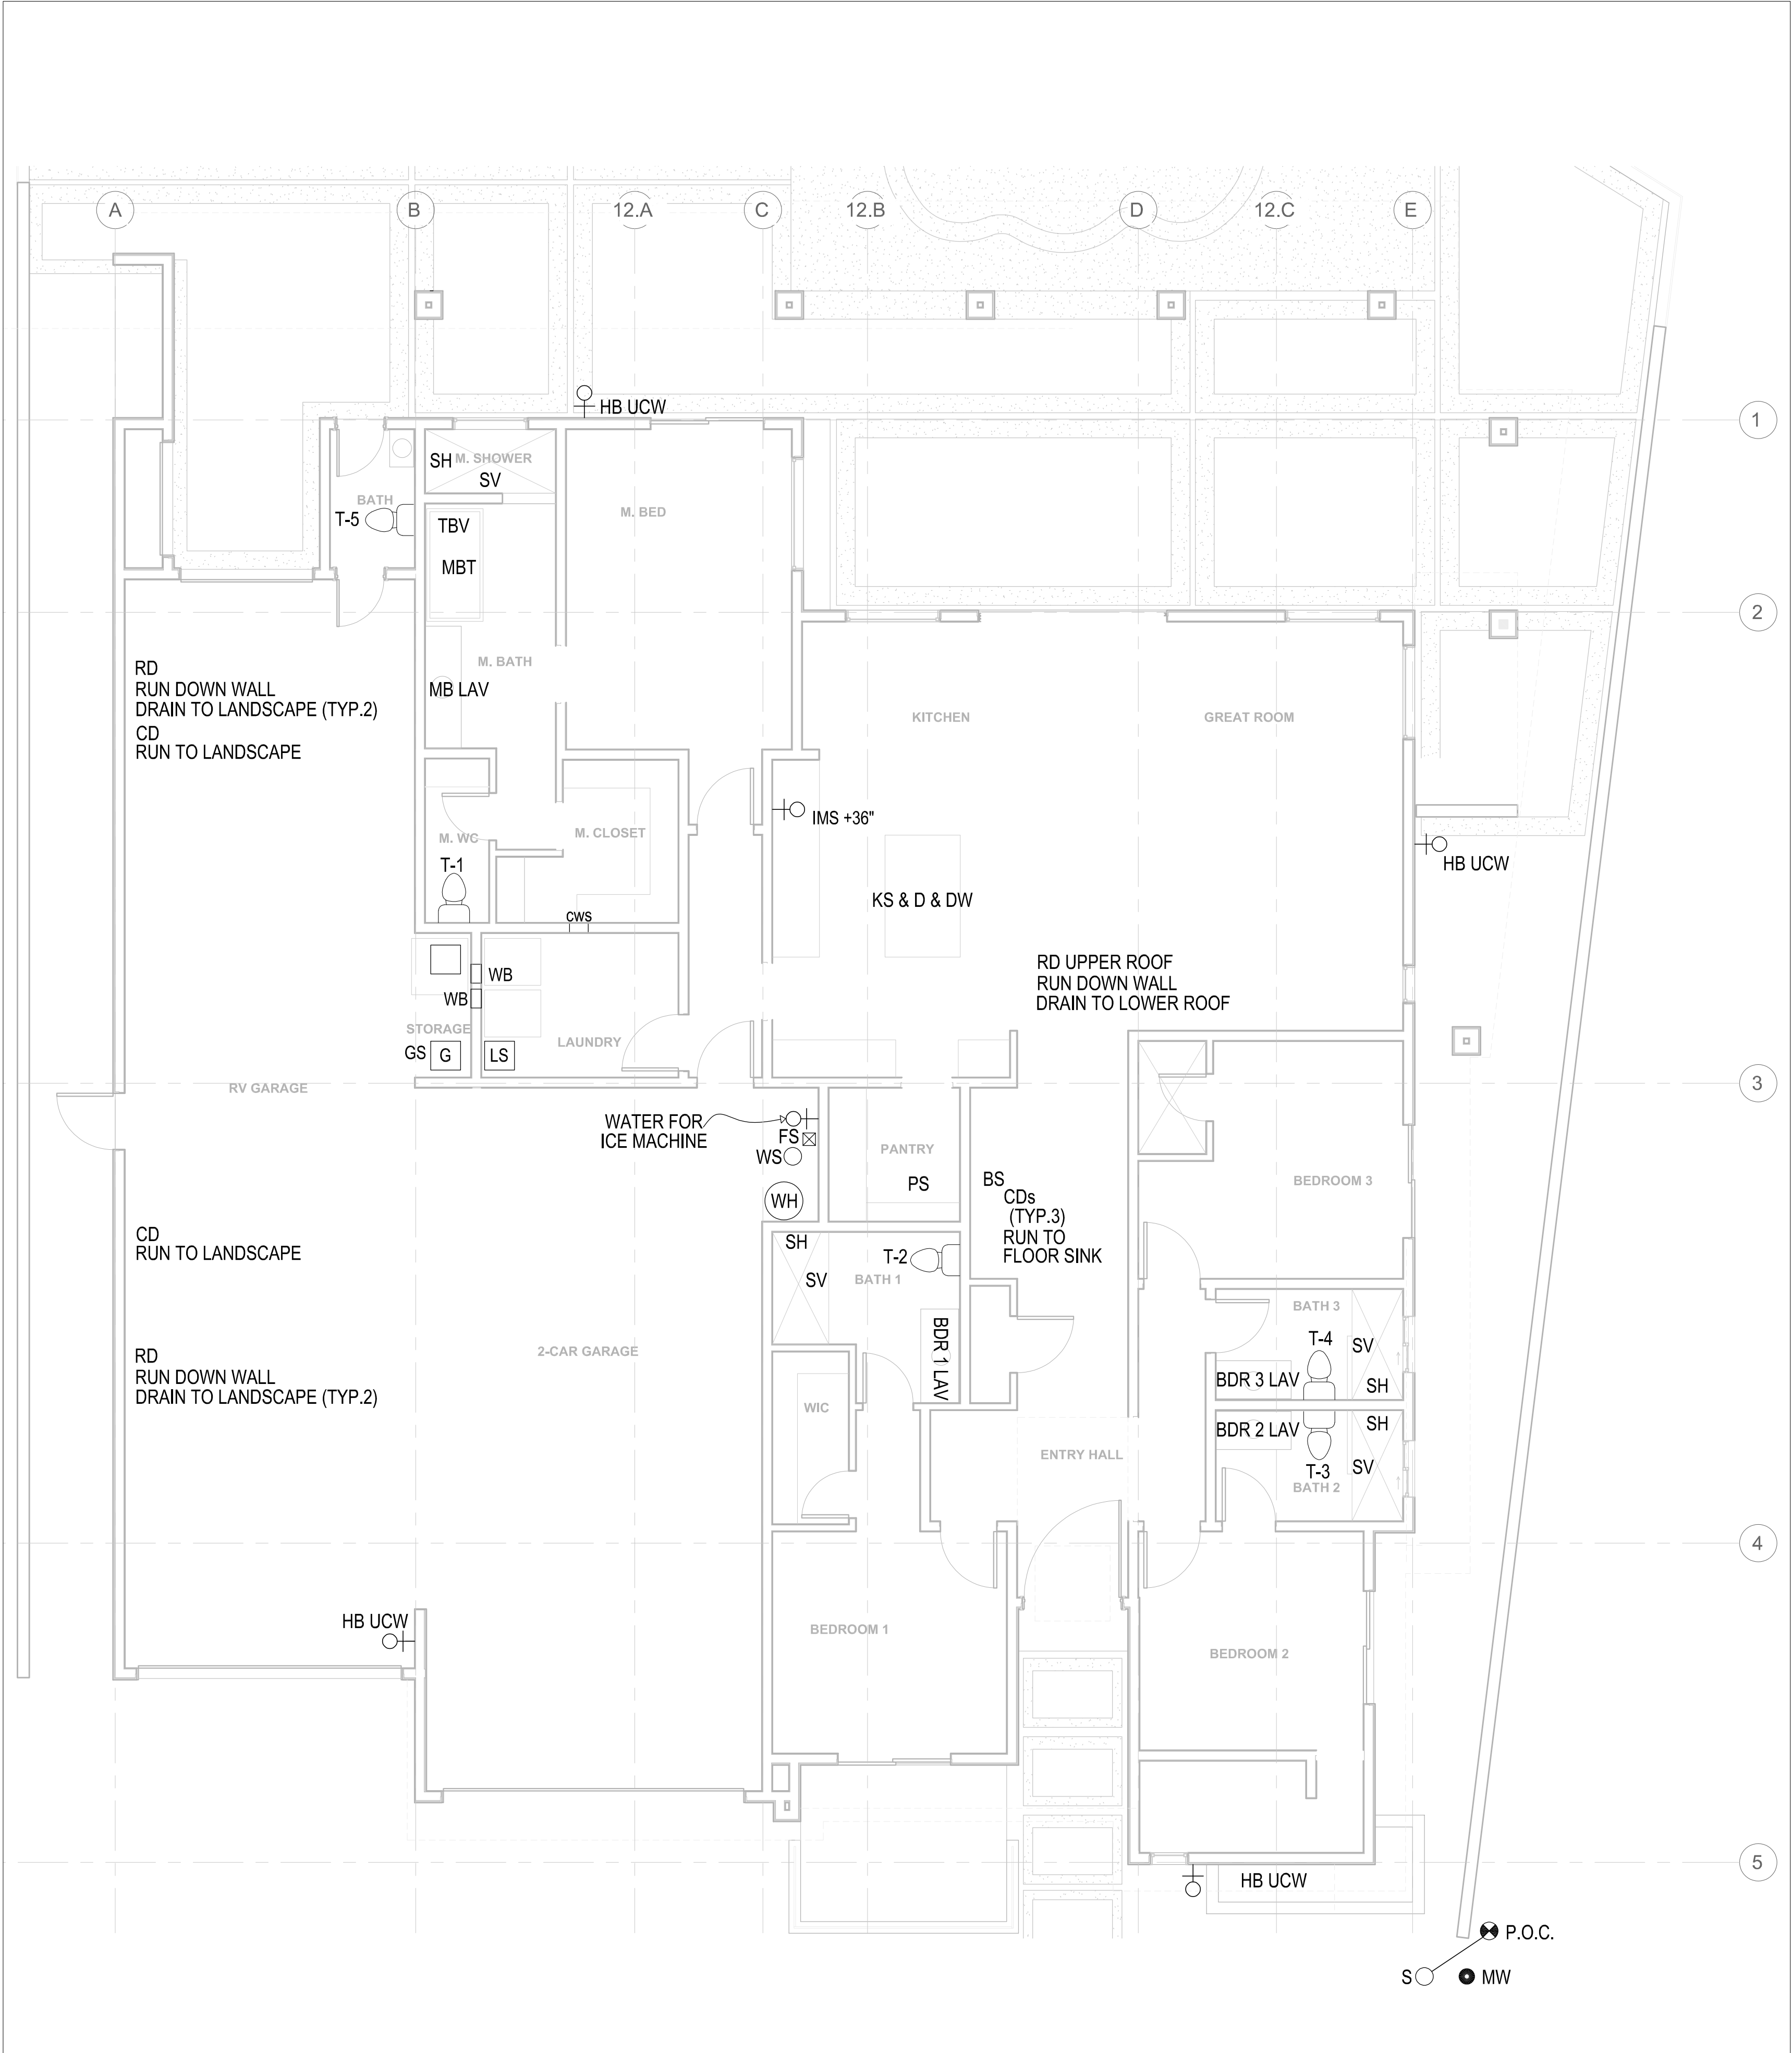 A
B
12.A
C
12.B
D
12.C
E
HB UCW
1
SH
M. SHOWER
SV
BATH
T-5
TBV
M. BED
MBT
2
M. BATH
MB LAV
RD
RUN DOWN WALL
DRAIN TO LANDSCAPE (TYP.2)
CD
RUN TO LANDSCAPE
KITCHEN
GREAT ROOM
IMS +36"
M. WC
M. CLOSET
T-1
HB UCW
KS & D & DW
CWS
RD UPPER ROOF
RUN DOWN WALL
DRAIN TO LOWER ROOF
WB
WB
STORAGE
LAUNDRY
GS
G
LS
RV GARAGE
3
WATER FOR
ICE MACHINE
FS
WS
WH
PANTRY
PS
BS
CDs
(TYP.3)
RUN TO
FLOOR SINK
BEDROOM 3
CD
RUN TO LANDSCAPE
SH
SV
T-2
BATH 1
BDR 1 LAV
BATH 3
T-4
SV
BDR 3 LAV
SH
2-CAR GARAGE
RD
RUN DOWN WALL
DRAIN TO LANDSCAPE (TYP.2)
WIC
BDR 2 LAV
SH
T-3
SV
BATH 2
ENTRY HALL
4
HB UCW
BEDROOM 1
BEDROOM 2
5
HB UCW
P.O.C.
S
MW